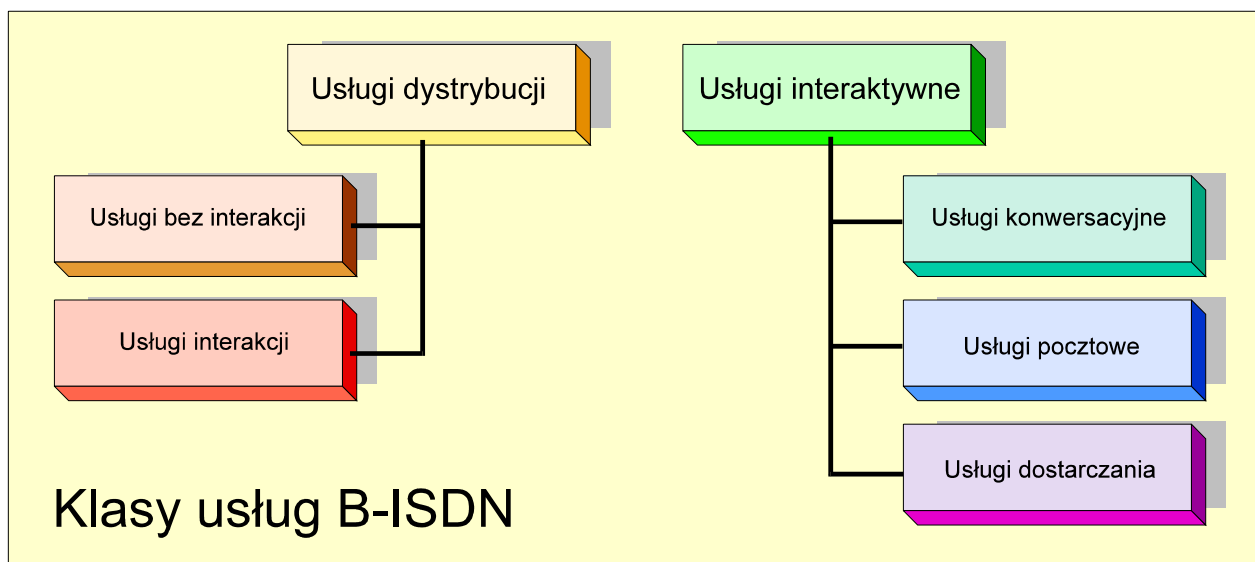 Usługi dystrybucji
Usługi interaktywne
Usługi bez interakcji
Usługi konwersacyjne
Usługi interakcji
Usługi pocztowe
Usługi dostarczania
Klasy usług B-ISDN